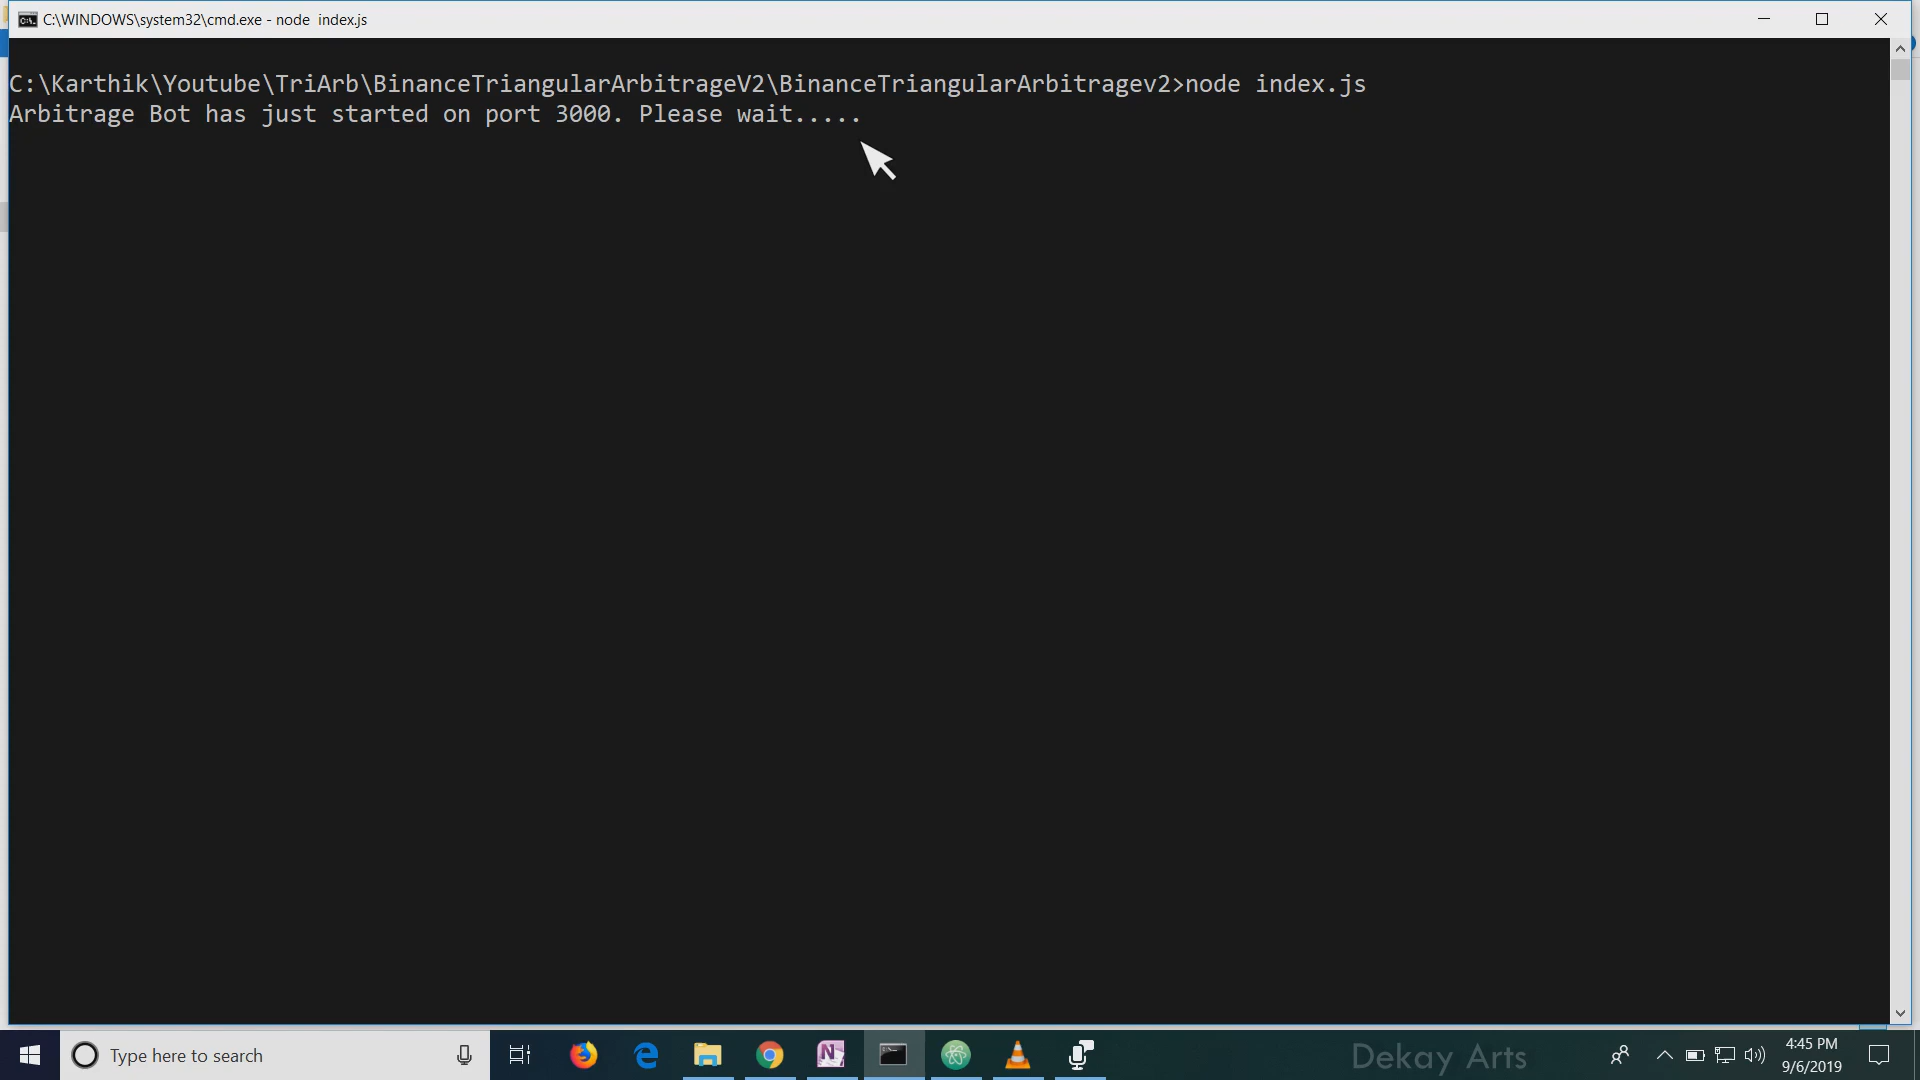 C:\WINDOWS\system32\cmd.exe - node  index.js
C:\Karthik\Youtube\TriArb\BinanceTriangularArbitrageV2\BinanceTriangularArbitragev2>node index.js
Arbitrage Bot has just started on port 3000. Please wait.....
Type here to search
Dekay Arts
4:45 PM
9/6/2019